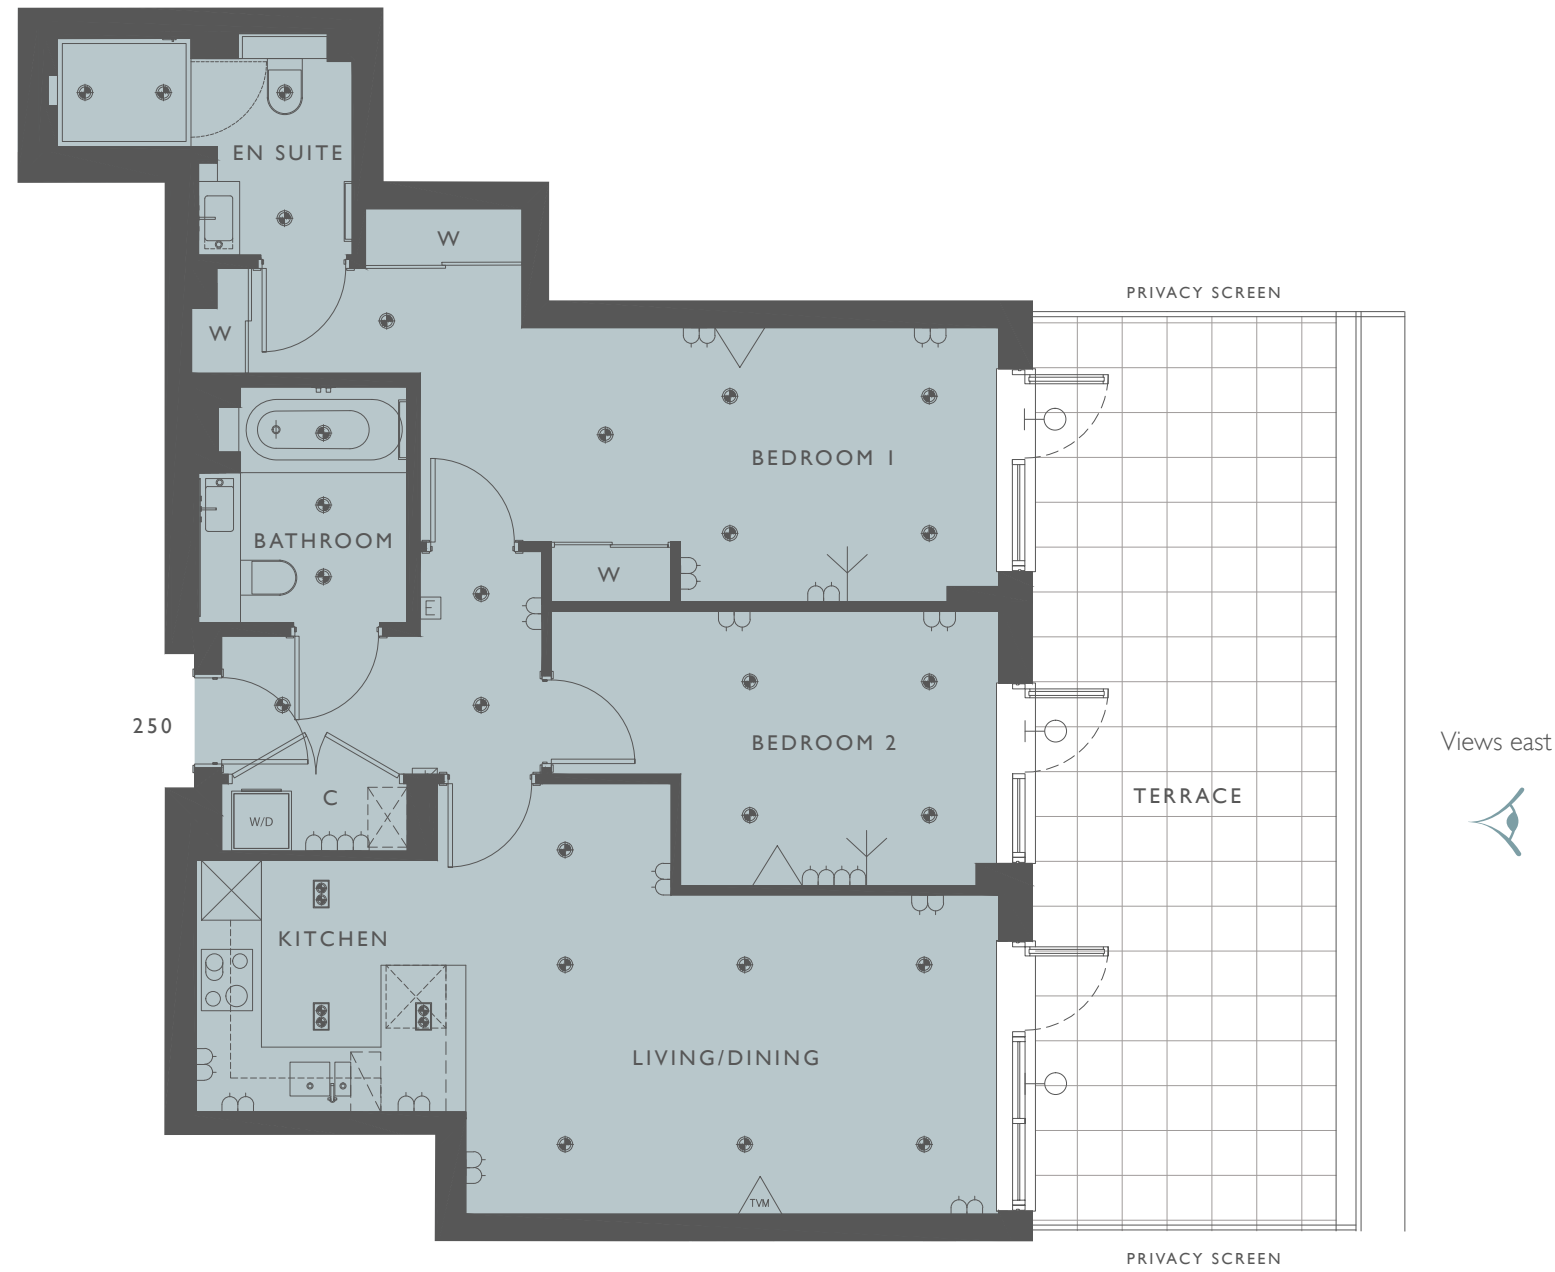 EN SUITE
W
PRIVACY SCREEN
W
BEDROOM 1
BATHROOM
W
E
250
BEDROOM 2
Views east
TERRACE
C
W/D
X
KITCHEN
LIVING/DINING
TVM
PRIVACY SCREEN